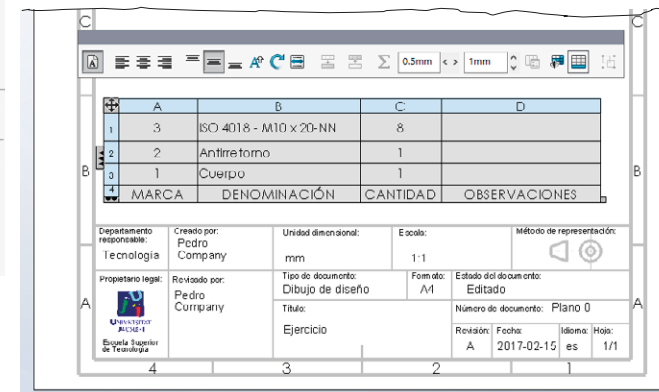 C C
A 0.5mm < > 1mm
A B C D
1 3 ISO 4018 - M10 x 20-NN 8
2 2 Antirretorno 1
3 1 Cuerpo 1
4 MARCA DENOMINACIÓN CANTIDAD OBSERVACIONES
B B
Departamento responsable: Creado por: Unidad dimensional: Escala: Método de representación:
Tecnología Pedro Company mm 1:1
Propietario legal: Revisado por: Tipo de documento: Formato: Estado del documento:
Pedro Company Dibujo de diseño A4 Editado
Título: Número de documento: Plano 0
UNIVERSITAT JAUME·I Ejercicio Revisión: Fecha: Idioma: Hoja:
Escuela Superior de Tecnología A 2017-02-15 es 1/1
A A
4 3 2 1